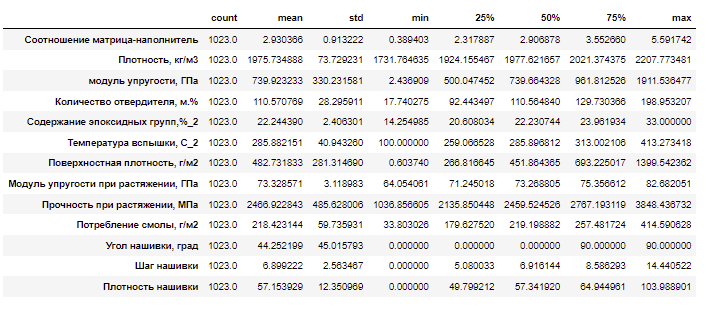 count mean std min 25% 50% 75% max
Соотношение матрица-наполнитель 1023.0 2.930366 0.913222 0.389403 2.317887 2.906878 3.552660 5.591742
Плотность, кг/м3 1023.0 1975.734888 73.729231 1731.764635 1924.155467 1977.621657 2021.374375 2207.773481
модуль упругости, ГПа 1023.0 739.923233 330.231581 2.436909 500.047452 739.664328 961.812526 1911.536477
Количество отвердителя, м.% 1023.0 110.570769 28.295911 17.740275 92.443497 110.564840 129.730366 198.953207
Содержание эпоксидных групп,%_2 1023.0 22.244390 2.406301 14.254985 20.608034 22.230744 23.961934 33.000000
Температура вспышки, С_2 1023.0 285.882151 40.943260 100.000000 259.066528 285.896812 313.002106 413.273418
Поверхностная плотность, г/м2 1023.0 482.731833 281.314690 0.603740 266.816645 451.864365 693.225017 1399.542362
Модуль упругости при растяжении, ГПа 1023.0 73.328571 3.118983 64.054061 71.245018 73.268805 75.356612 82.682051
Прочность при растяжении, МПа 1023.0 2466.922843 485.628006 1036.856605 2135.850448 2459.524526 2767.193119 3848.436732
Потребление смолы, г/м2 1023.0 218.423144 59.735931 33.803026 179.627520 219.198882 257.481724 414.590628
Угол нашивки, град 1023.0 44.252199 45.015793 0.000000 0.000000 0.000000 90.000000 90.000000
Шаг нашивки 1023.0 6.899222 2.563467 0.000000 5.080033 6.916144 8.586293 14.440522
Плотность нашивки 1023.0 57.153929 12.350969 0.000000 49.799212 57.341920 64.944961 103.988901